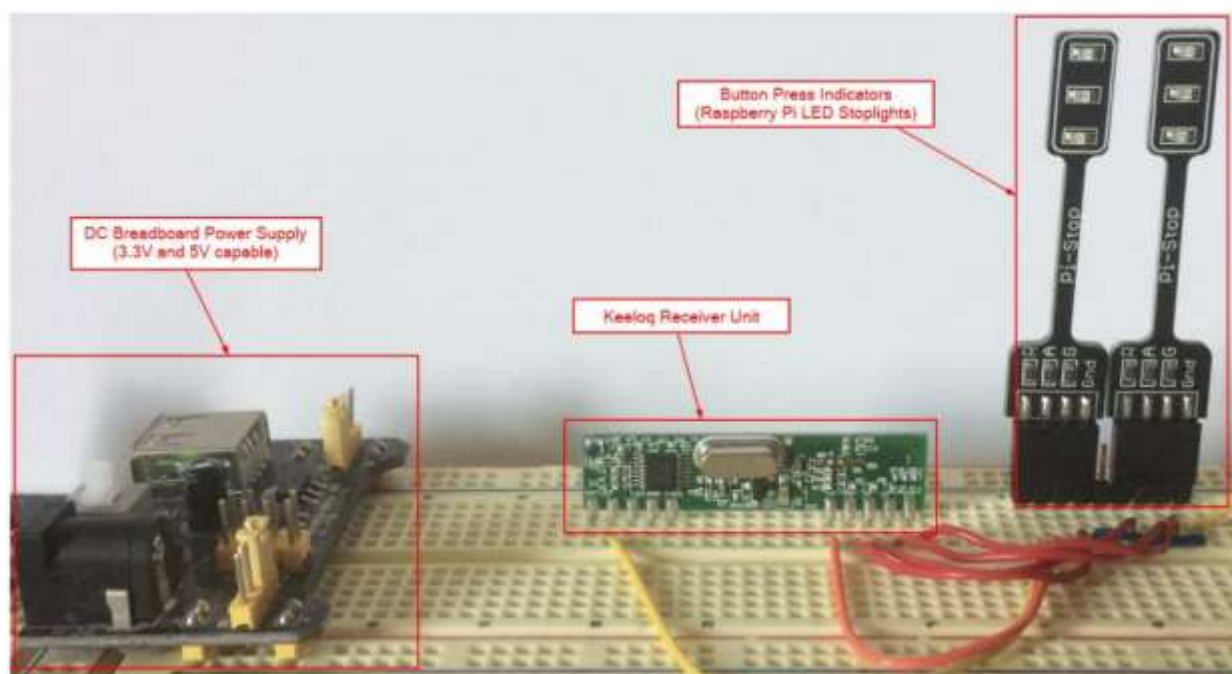 Button Press Indicators
(Raspberry Pi LED Stoplights)
DC Breadboard Power Supply
(3.3V and 5V capable)
Keeloq Receiver Unit
Pi-Stop
Pi-Stop
R A G Gnd
R A G Gnd